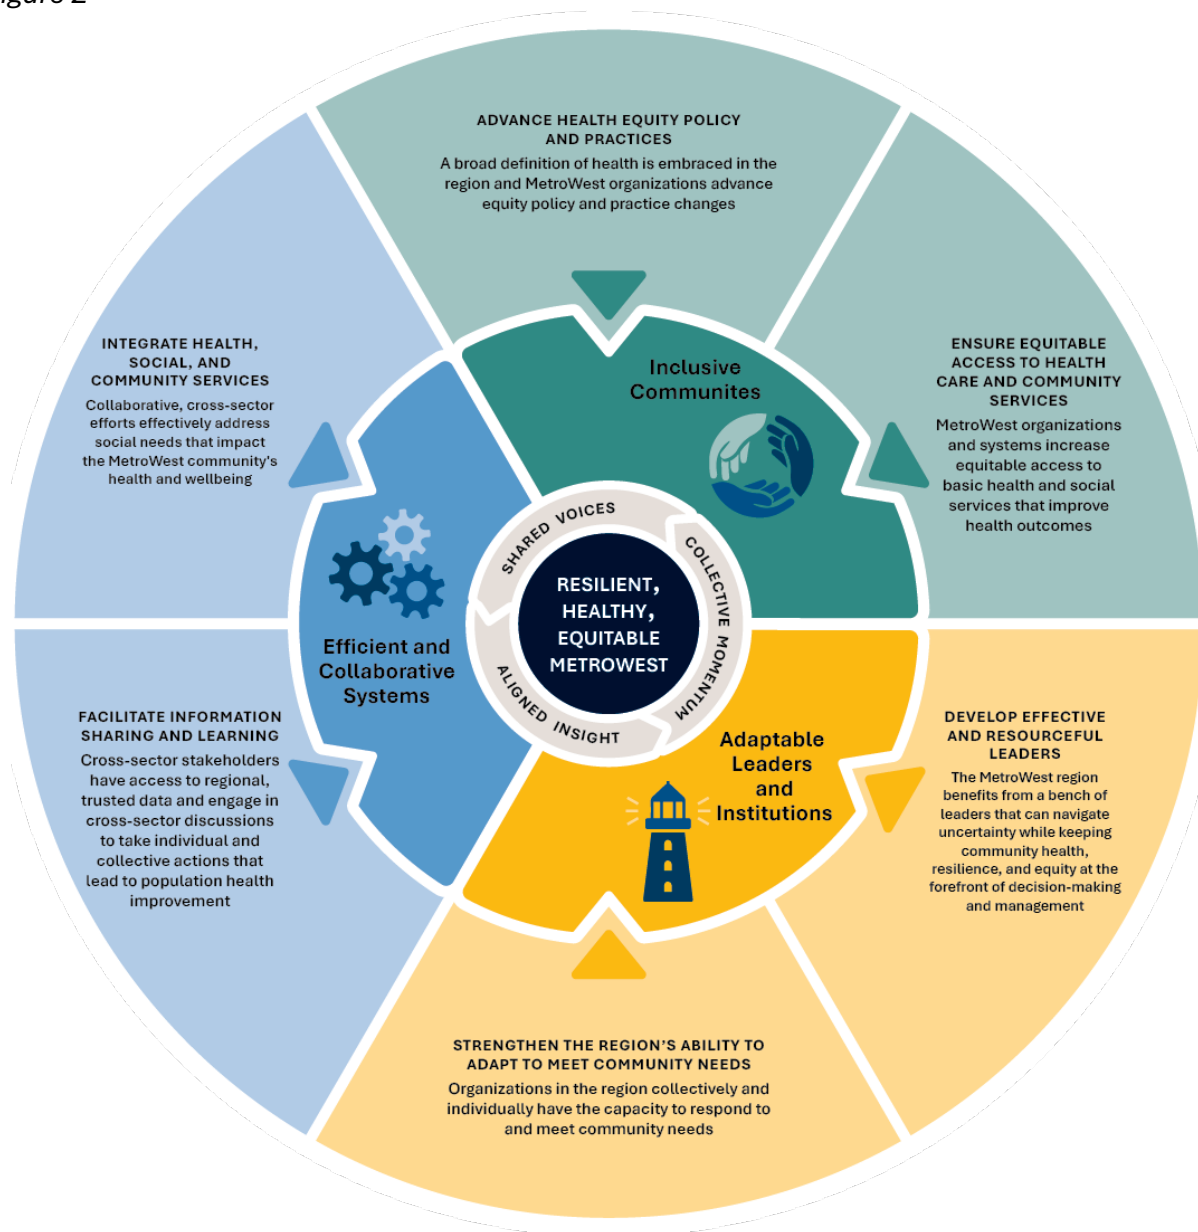 igure 2
ADVANCE HEALTH EQUITY POLICY
AND PRACTICES
A broad definition of health is embraced in the
region and MetroWest organizations advance
equity policy and practice changes
ENSURE EQUITABLE
ACCESS TO HEALTH
CARE AND COMMUNITY
SERVICES
MetroWest organizations
and systems increase
equitable access to
basic health and social
services that improve
health outcomes
DEVELOP EFFECTIVE
AND RESOURCEFUL
LEADERS
The MetroWest region
benefits from a bench of
leaders that can navigate
uncertainty while keeping
community health,
resilience, and equity at the
forefront of decision-making
and management
STRENGTHEN THE REGION'S ABILITY TO
ADAPT TO MEET COMMUNITY NEEDS
Organizations in the region collectively and
individually have the capacity to respond to
and meet community needs
FACILITATE INFORMATION
SHARING AND LEARNING
Cross-sector stakeholders
have access to regional,
trusted data and engage in
cross-sector discussions
to take individual and
collective actions that
lead to population health
improvement
INTEGRATE HEALTH,
SOCIAL, AND
COMMUNITY SERVICES
Collaborative, cross-sector
efforts effectively address
social needs that impact
the MetroWest community's
health and wellbeing
Inclusive
Communites
Adaptable
Leaders
and
Institutions
Efficient and
Collaborative
Systems
SHARED VOICES
COLLECTIVE MOMENTUM
ALIGNED INSIGHT
RESILIENT,
HEALTHY,
EQUITABLE
METROWEST